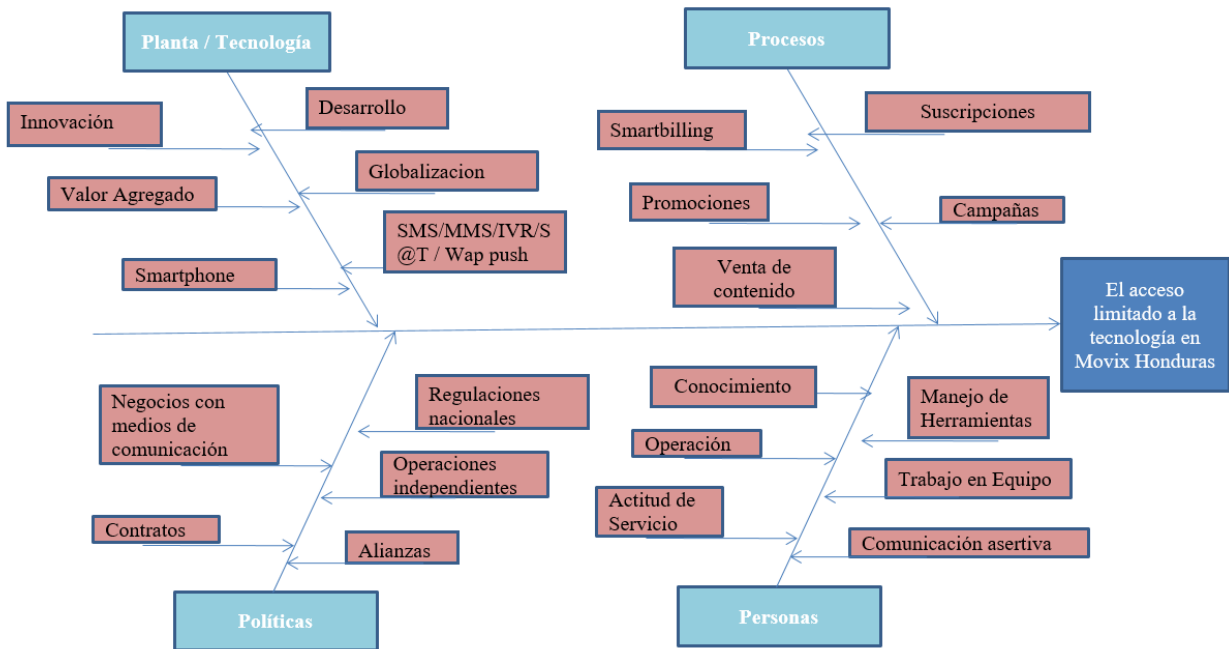 Planta / Tecnología
Procesos
Desarrollo
Innovación
Globalizacion
Valor Agregado
SMS/MMS/IVR/S
@T / Wap push
Smartphone
Suscripciones
Smartbilling
Promociones
Campañas
Venta de
contenido
El acceso
limitado a la
tecnología en
Movix Honduras
Negocios con
medios de
comunicación
Regulaciones
nacionales
Operaciones
independientes
Contratos
Alianzas
Políticas
Conocimiento
Manejo de
Herramientas
Operación
Trabajo en Equipo
Actitud de
Servicio
Comunicación asertiva
Personas